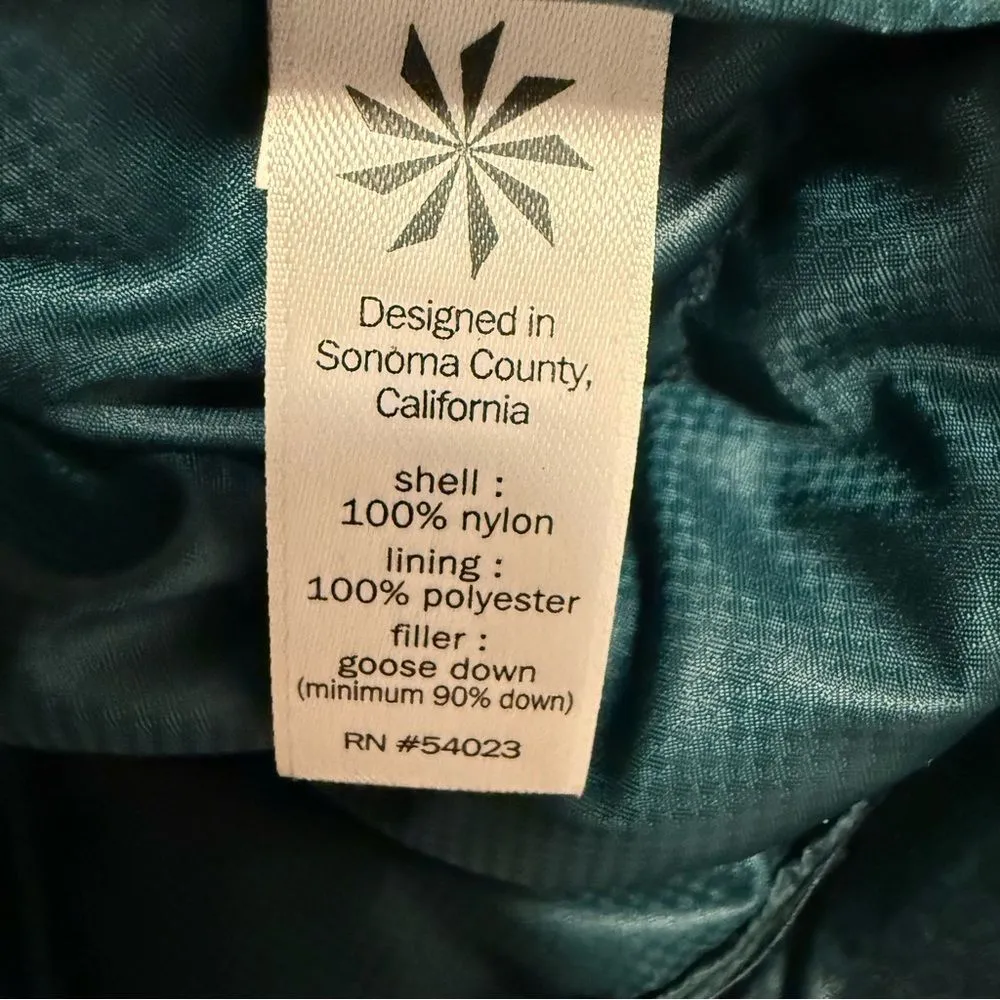 Designed in
Sonoma County,
California
shell :
100% nylon
lining :
100% polyester
filler :
goose down
(minimum 90% down)
RN #54023